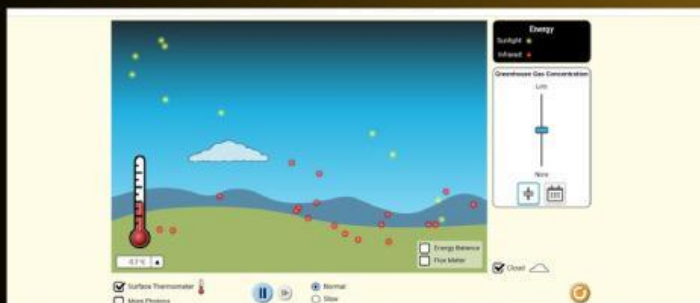 Energy
Sunlight
Infrared
Greenhouse Gas Concentration
Lots
None
Energy Balance
Flux Meter
Cloud
Surface Thermometer
More Photons
Normal
Slow